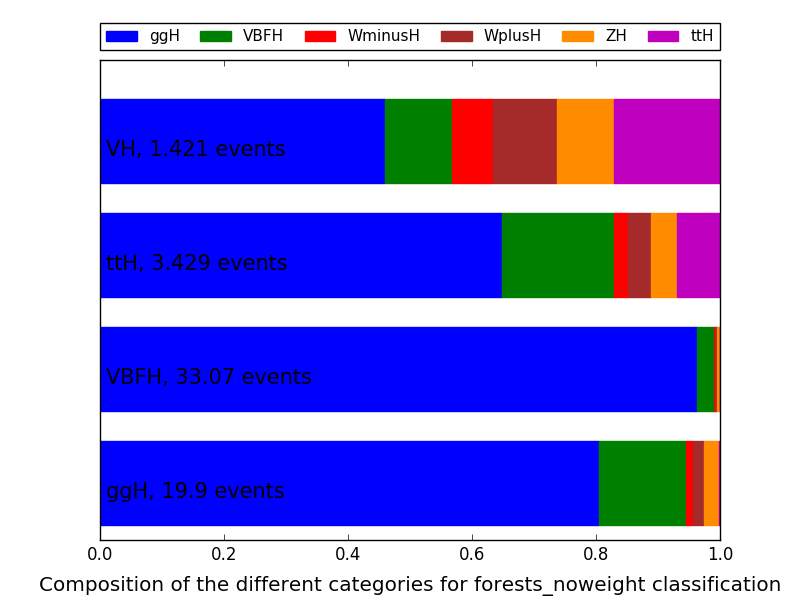 ggH VBFH WminusH WplusH ZH ttH
VH, 1.421 events
ttH, 3.429 events
VBFH, 33.07 events
ggH, 19.9 events
0.0 0.2 0.4 0.6 0.8 1.0
Composition of the different categories for forests_noweight classification